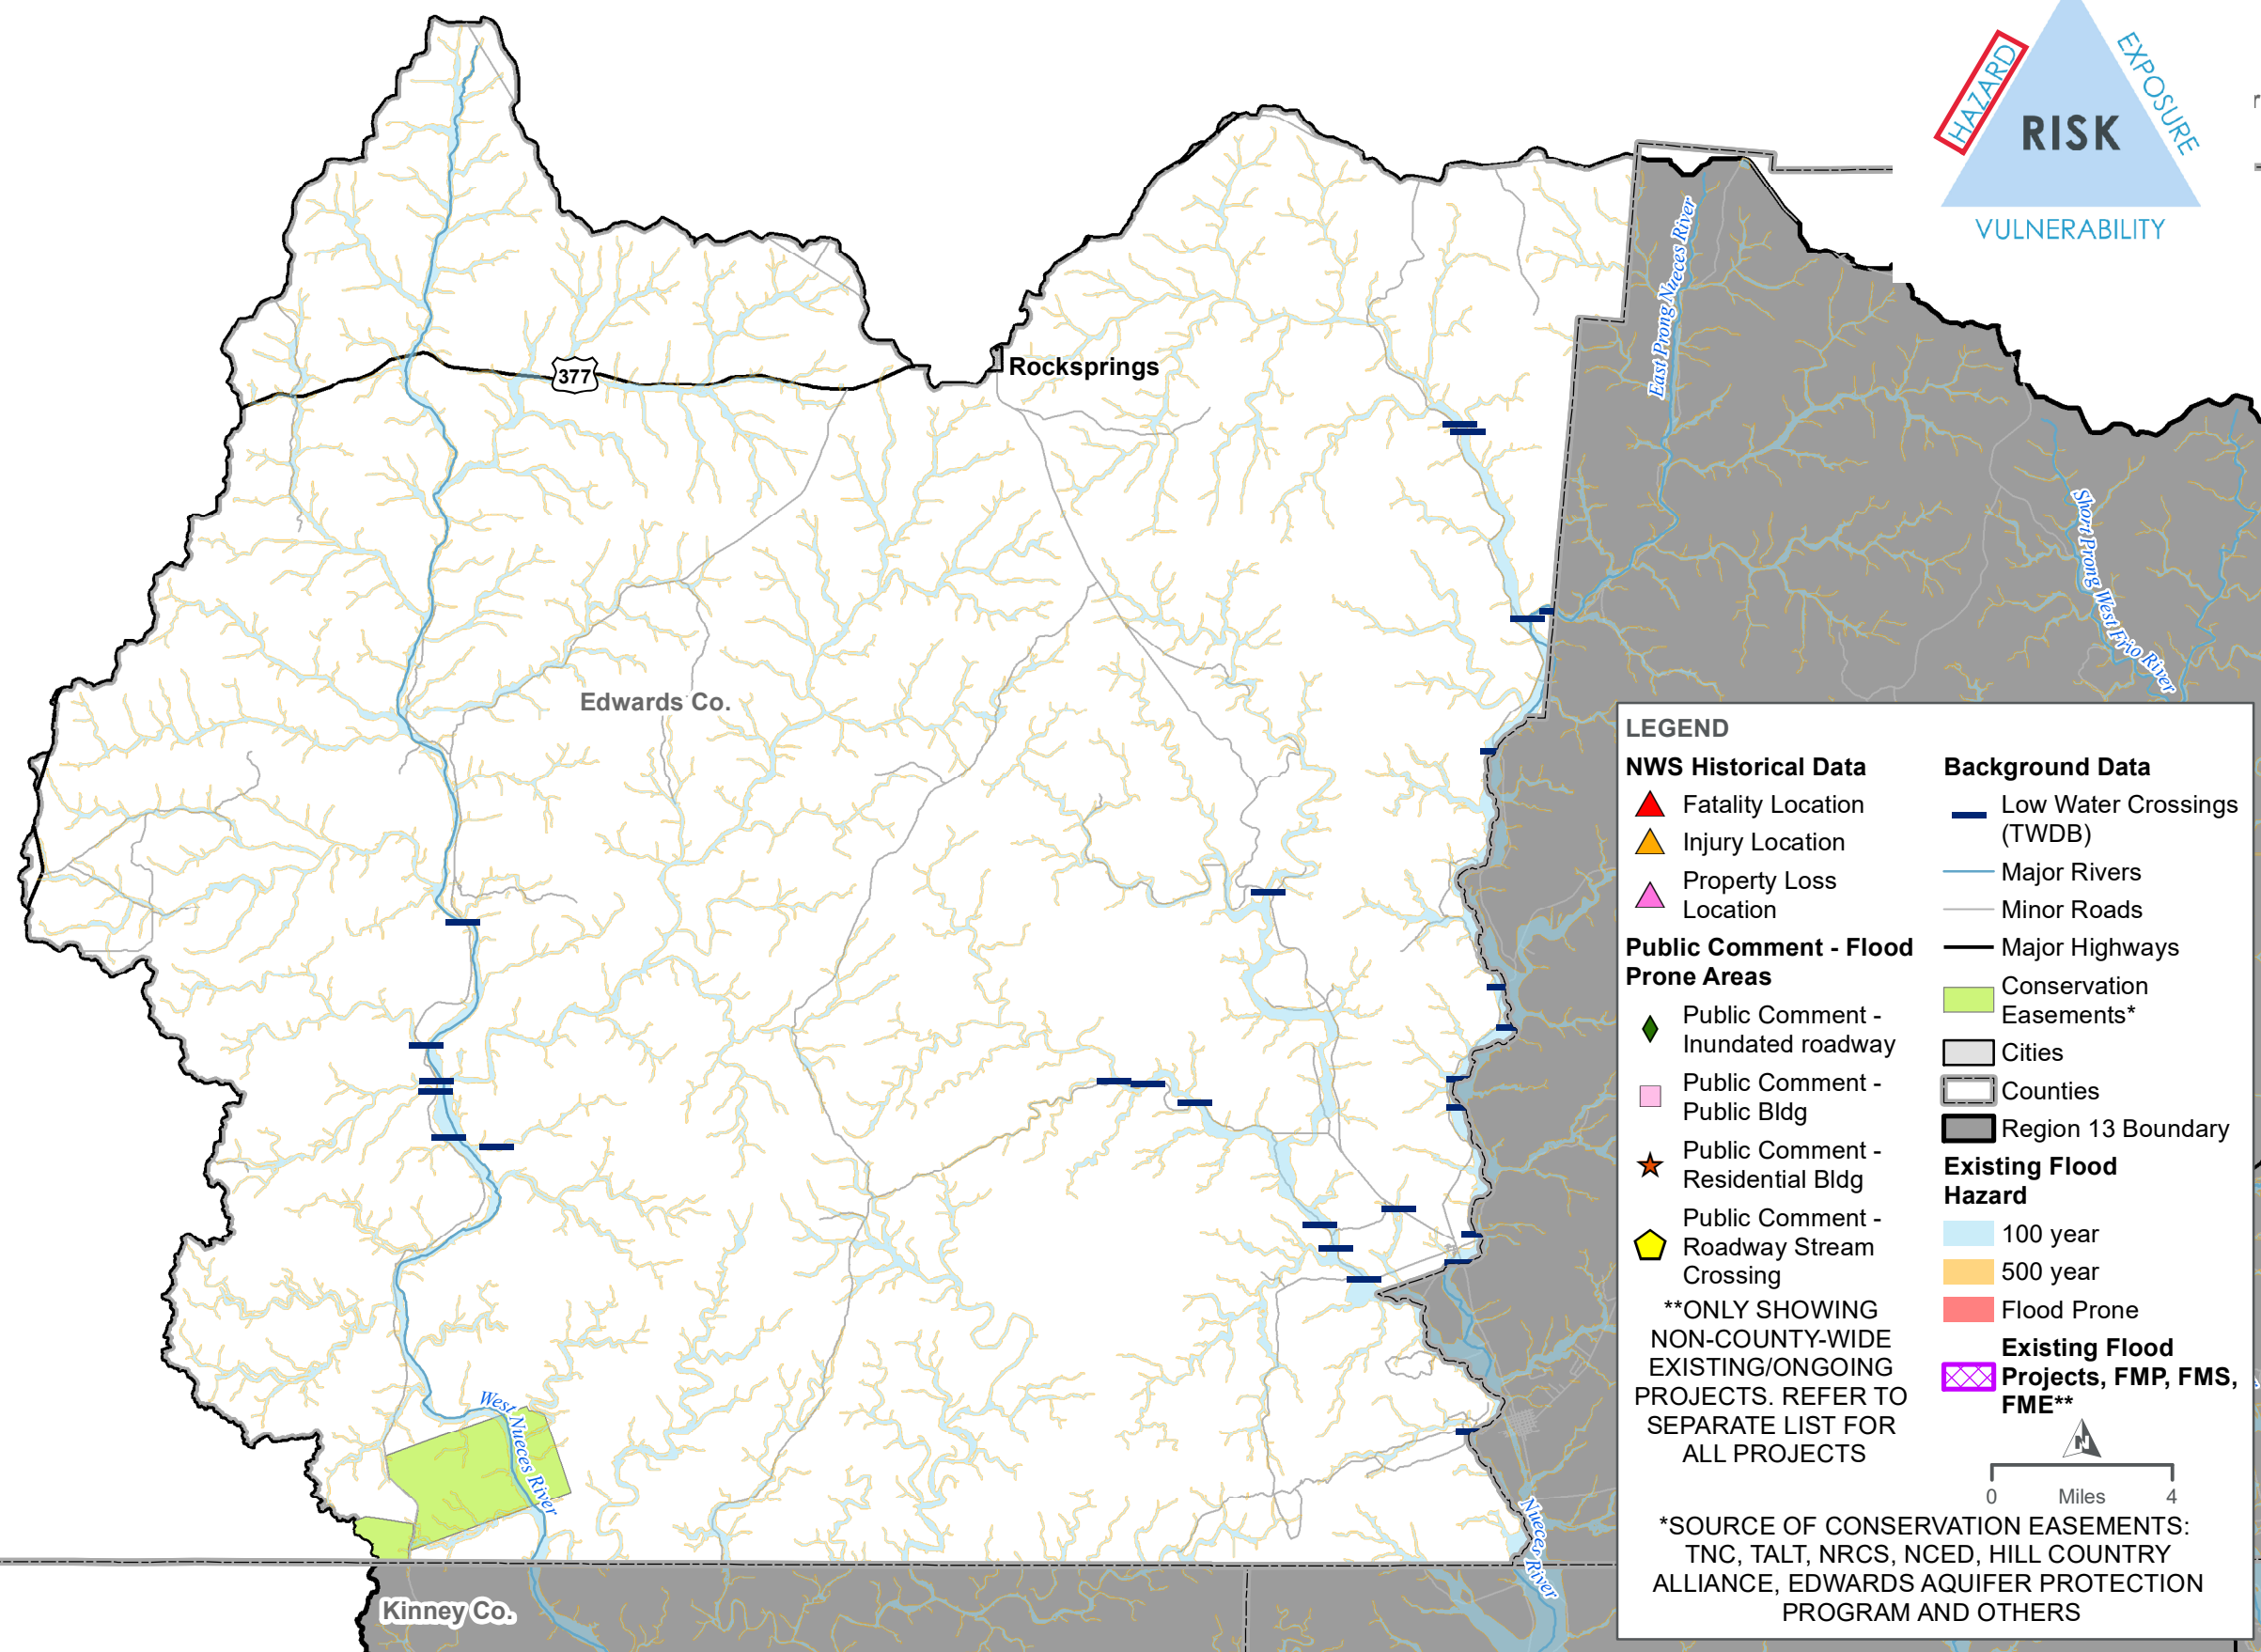 HAZARD
EXPOSURE
RISK
VULNERABILITY
East Prong Nueces River
377
Rocksprings
Short Prong West Frio River
Edwards Co.
West Nueces River
Nueces River
Kinney Co.
LEGEND
NWS Historical Data
Fatality Location
Injury Location
Property Loss
Location
Public Comment - Flood
Prone Areas
Public Comment -
Inundated roadway
Public Comment -
Public Bldg
Public Comment -
Residential Bldg
Public Comment -
Roadway Stream
Crossing
**ONLY SHOWING
NON-COUNTY-WIDE
EXISTING/ONGOING
PROJECTS. REFER TO
SEPARATE LIST FOR
ALL PROJECTS
Background Data
Low Water Crossings
(TWDB)
Major Rivers
Minor Roads
Major Highways
Conservation
Easements*
Cities
Counties
Region 13 Boundary
Existing Flood
Hazard
100 year
500 year
Flood Prone
Existing Flood
Projects, FMP, FMS,
FME**
N
0 Miles 4
*SOURCE OF CONSERVATION EASEMENTS:
TNC, TALT, NRCS, NCED, HILL COUNTRY
ALLIANCE, EDWARDS AQUIFER PROTECTION
PROGRAM AND OTHERS